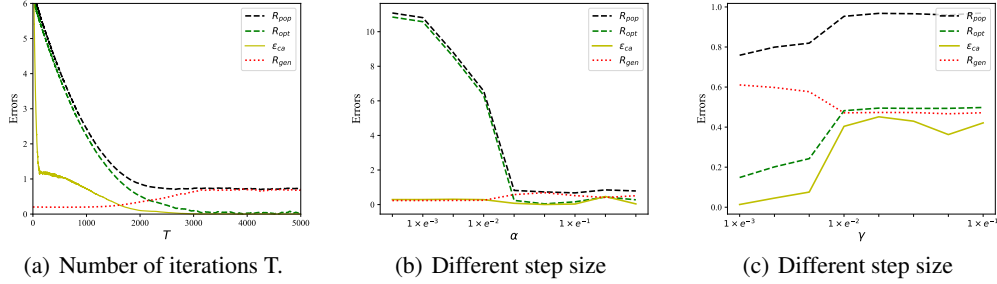 6
5
4
3
2
1
0
Errors
0
1000
2000
3000
4000
5000
T
R_pop
R_opt
ε_ca
R_gen
(a) Number of iterations T.
10
8
6
4
2
0
Errors
1 × e⁻³
1 × e⁻²
1 × e⁻¹
α
R_pop
R_opt
ε_ca
R_gen
(b) Different step size
1.0
0.8
0.6
0.4
0.2
0.0
Errors
1 × e⁻³
1 × e⁻²
1 × e⁻¹
γ
R_pop
R_opt
ε_ca
R_gen
(c) Different step size